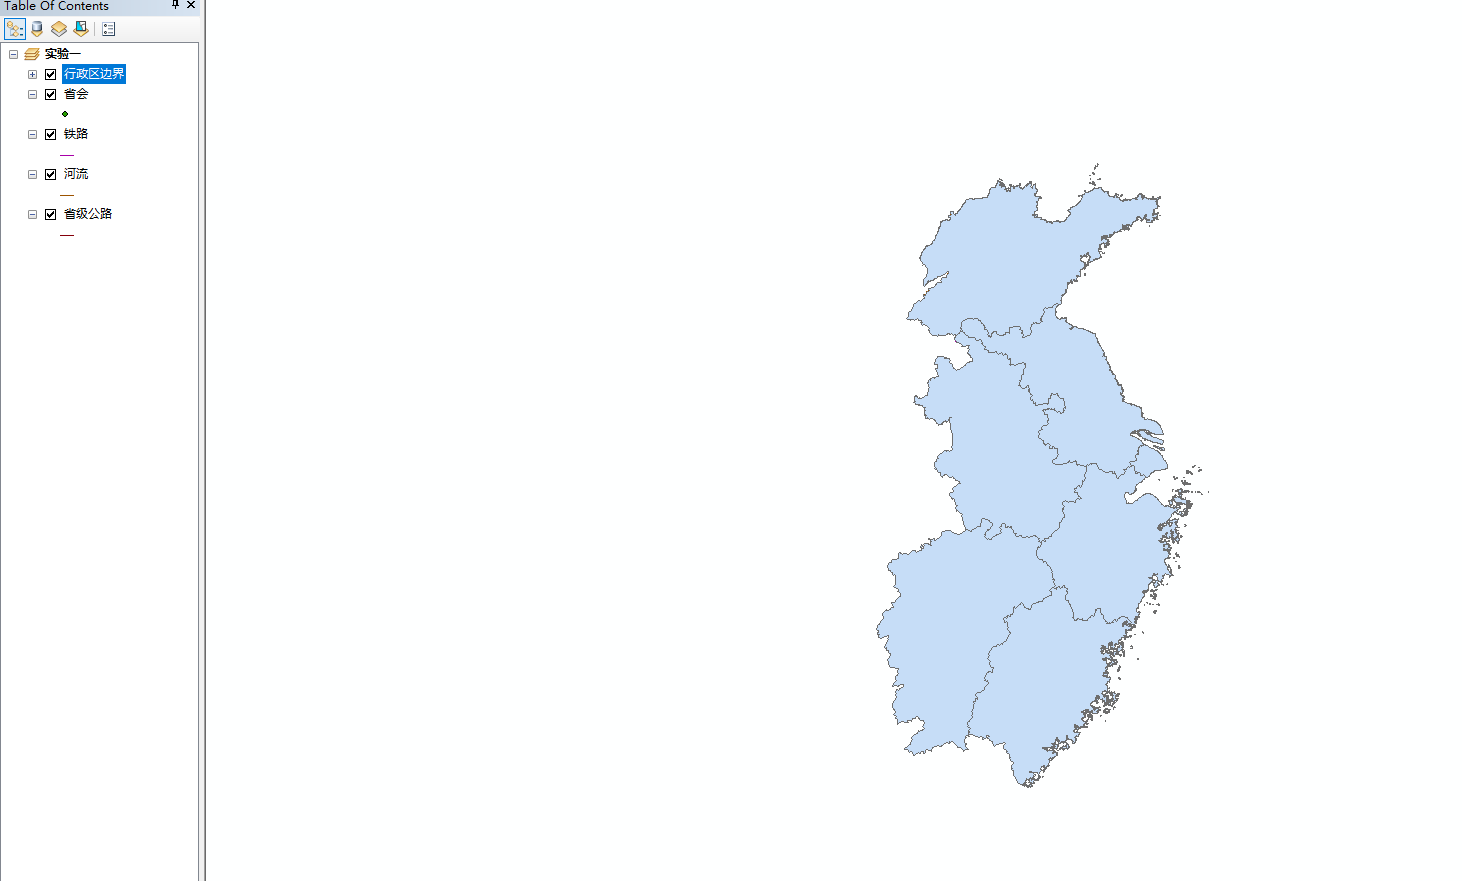 Table Of Contents
实验一
行政区边界
省会
铁路
河流
省级公路